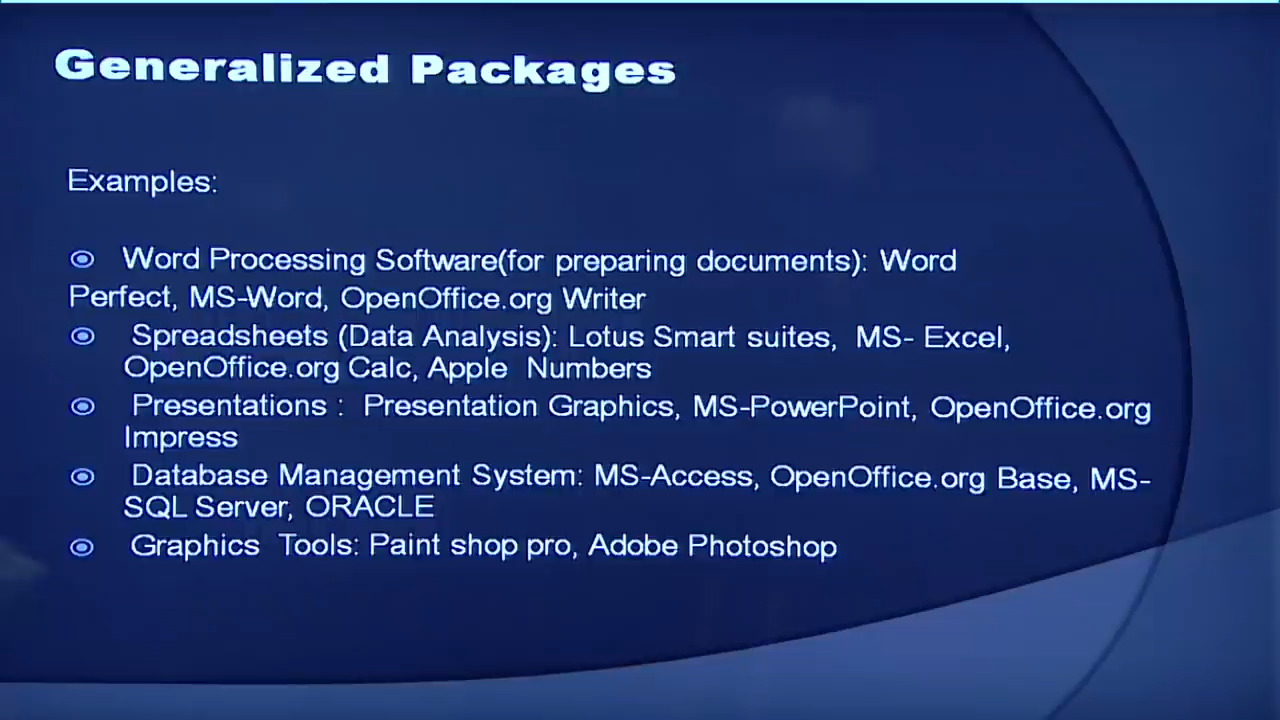 Generalized Packages
Examples:
Word Processing Software(for preparing documents): Word
Perfect, MS-Word, OpenOffice.org Writer
Spreadsheets (Data Analysis): Lotus Smart suites, MS- Excel,
OpenOffice.org Calc, Apple Numbers
Presentations : Presentation Graphics, MS-PowerPoint, OpenOffice.org
Impress
Database Management System: MS-Access, OpenOffice.org Base, MS-
SQL Server, ORACLE
Graphics Tools: Paint shop pro, Adobe Photoshop